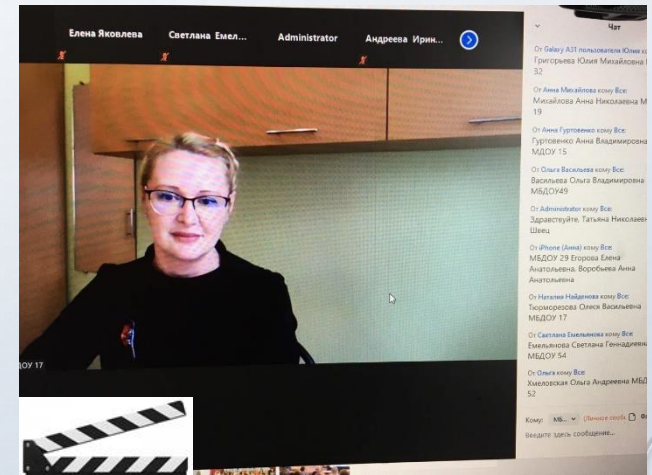 Елена Яковлева
Светлана Емел...
Administrator
Андреева Ирин...
Чат
От Galaxy A31 пользователя Юлия
Григорьева Юлия Михайловна
32
От Анна Михайлова кому Все:
Михайлова Анна Николаевна М
19
От Анна Гуртовенко кому Все:
Гуртовенко Анна Владимировна
МДОУ 15
От Ольга Васильева кому Все:
Васильева Ольга Владимировна
МБДОУ49
От Administrator кому Все:
Здравствуйте, Татьяна Николаев
Швец
От iPhone (Анна) кому Все:
МБДОУ 29 Егорова Елена
Анатольевна, Воробьева Анна
Анатольевна
От Наталия Найденова кому Все:
Тюрморезова Олеся Васильевна
МБДОУ 17
От Светлана Емельянова кому Все:
Емельянова Светлана Геннадиевна
МБДОУ 54
От Ольга кому Все:
Хмеловская Ольга Андреевна МБД
52
ДОУ 17
Кому: МБ... (Личное сооб
Введите здесь сообщение...